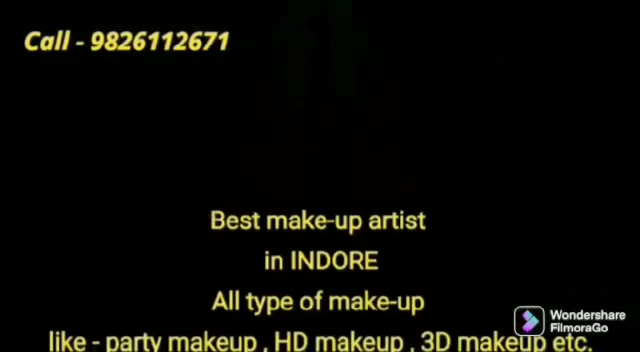 Call - 9826112671
Best make-up artist
in INDORE
All type of make-up
like - party makeup , HD makeup , 3D makeup etc.
Wondershare
FilmoraGo